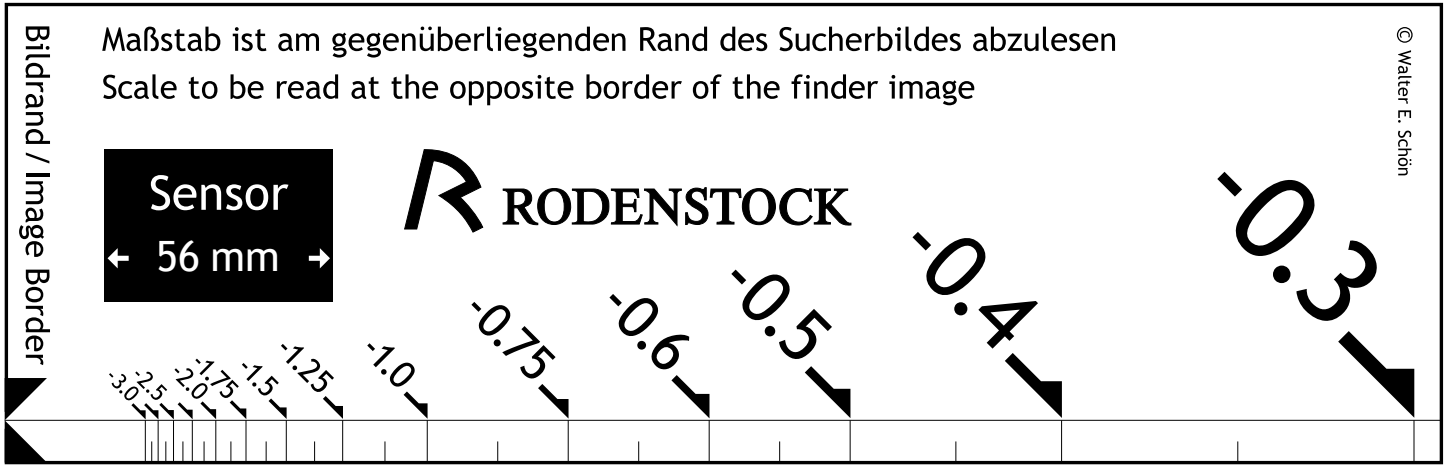 Maßstab ist am gegenüberliegenden Rand des Sucherbildes abzulesen
Scale to be read at the opposite border of the finder image
Bildrand / Image Border
© Walter E. Schön
Sensor
56 mm
RODENSTOCK
-3.0
-2.5
-2.0
-1.75
-1.5
-1.25
-1.0
-0.75
-0.6
-0.5
-0.4
-0.3